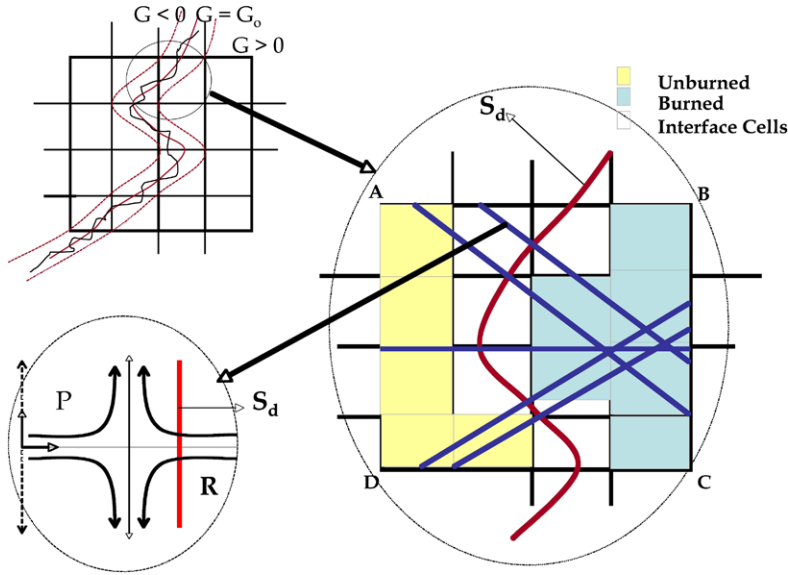 G < 0 G = Go
G > 0
Unburned
Burned
Interface Cells
Sd
A
B
P
Sd
R
D
C